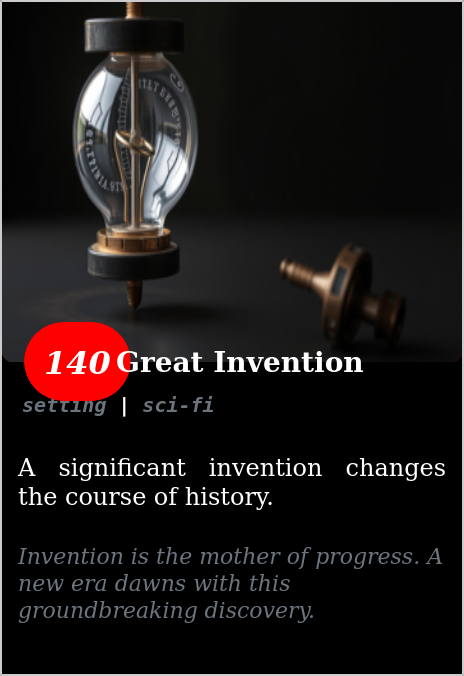 140 Great Invention
setting | sci-fi
A significant invention changes
the course of history.
Invention is the mother of progress. A
new era dawns with this
groundbreaking discovery.